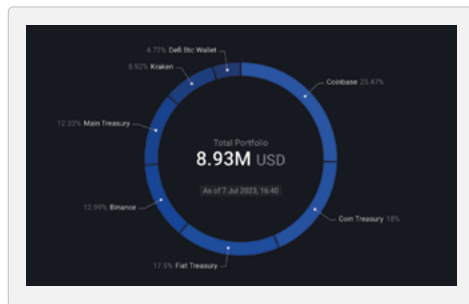 4.72% Defi Btc Wallet
8.92% Kraken
Coinbase 25.47%
12.33% Main Treasury
Total Portfolio
8.93M USD
As of 7 Jul 2023, 16:40
12.99% Binance
Coin Treasury 18%
17.5% Fiat Treasury